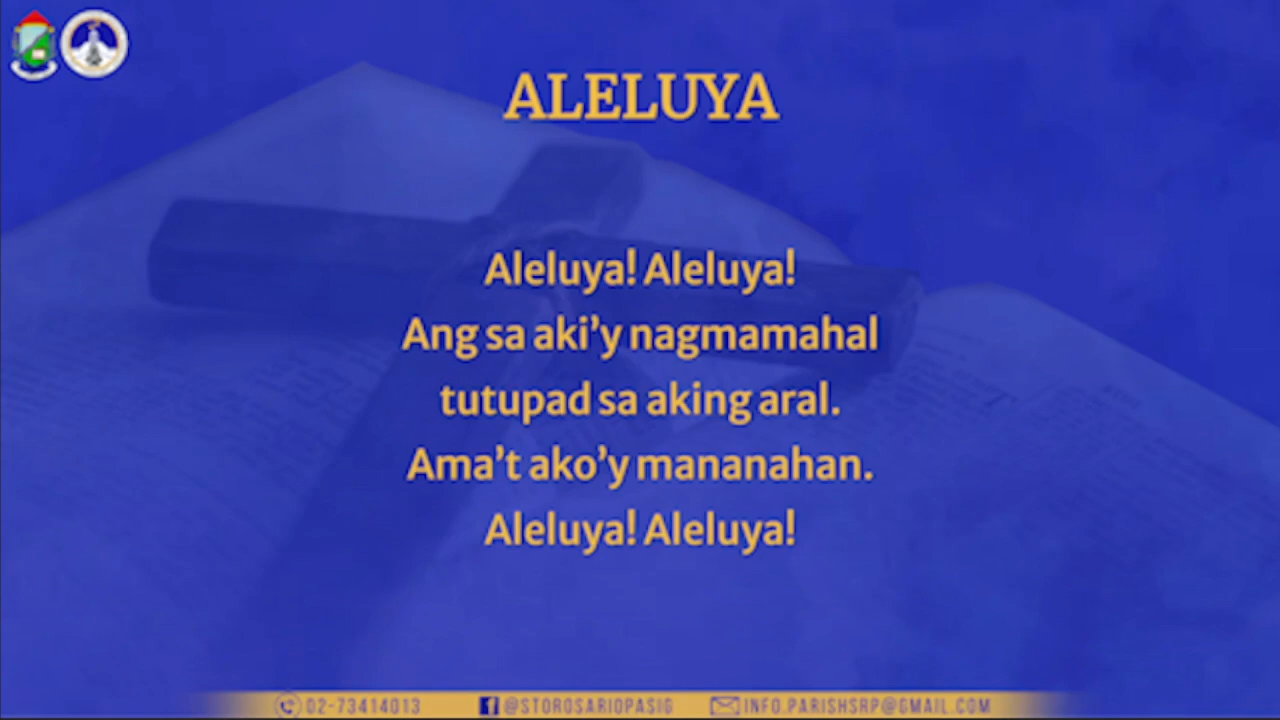 ALELUYA
Aleluya! Aleluya!
Ang sa aki’y nagmamahal
tutupad sa aking aral.
Ama’t ako’y mananahan.
Aleluya! Aleluya!
02-73414013 @STOROSARIOPASIG INFO.PARISHSRP@GMAIL.COM